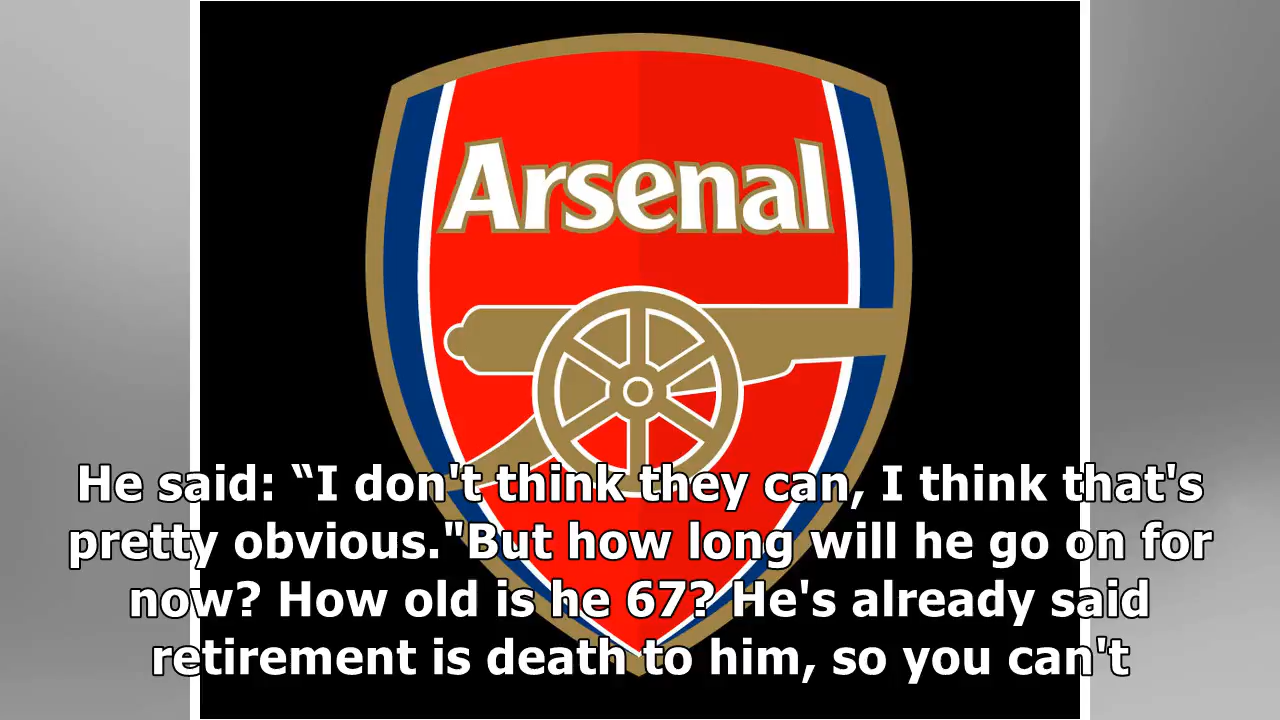 Arsenal
He said: “I don't think they can, I think that's
pretty obvious."But how long will he go on for
now? How old is he 67? He's already said
retirement is death to him, so you can't